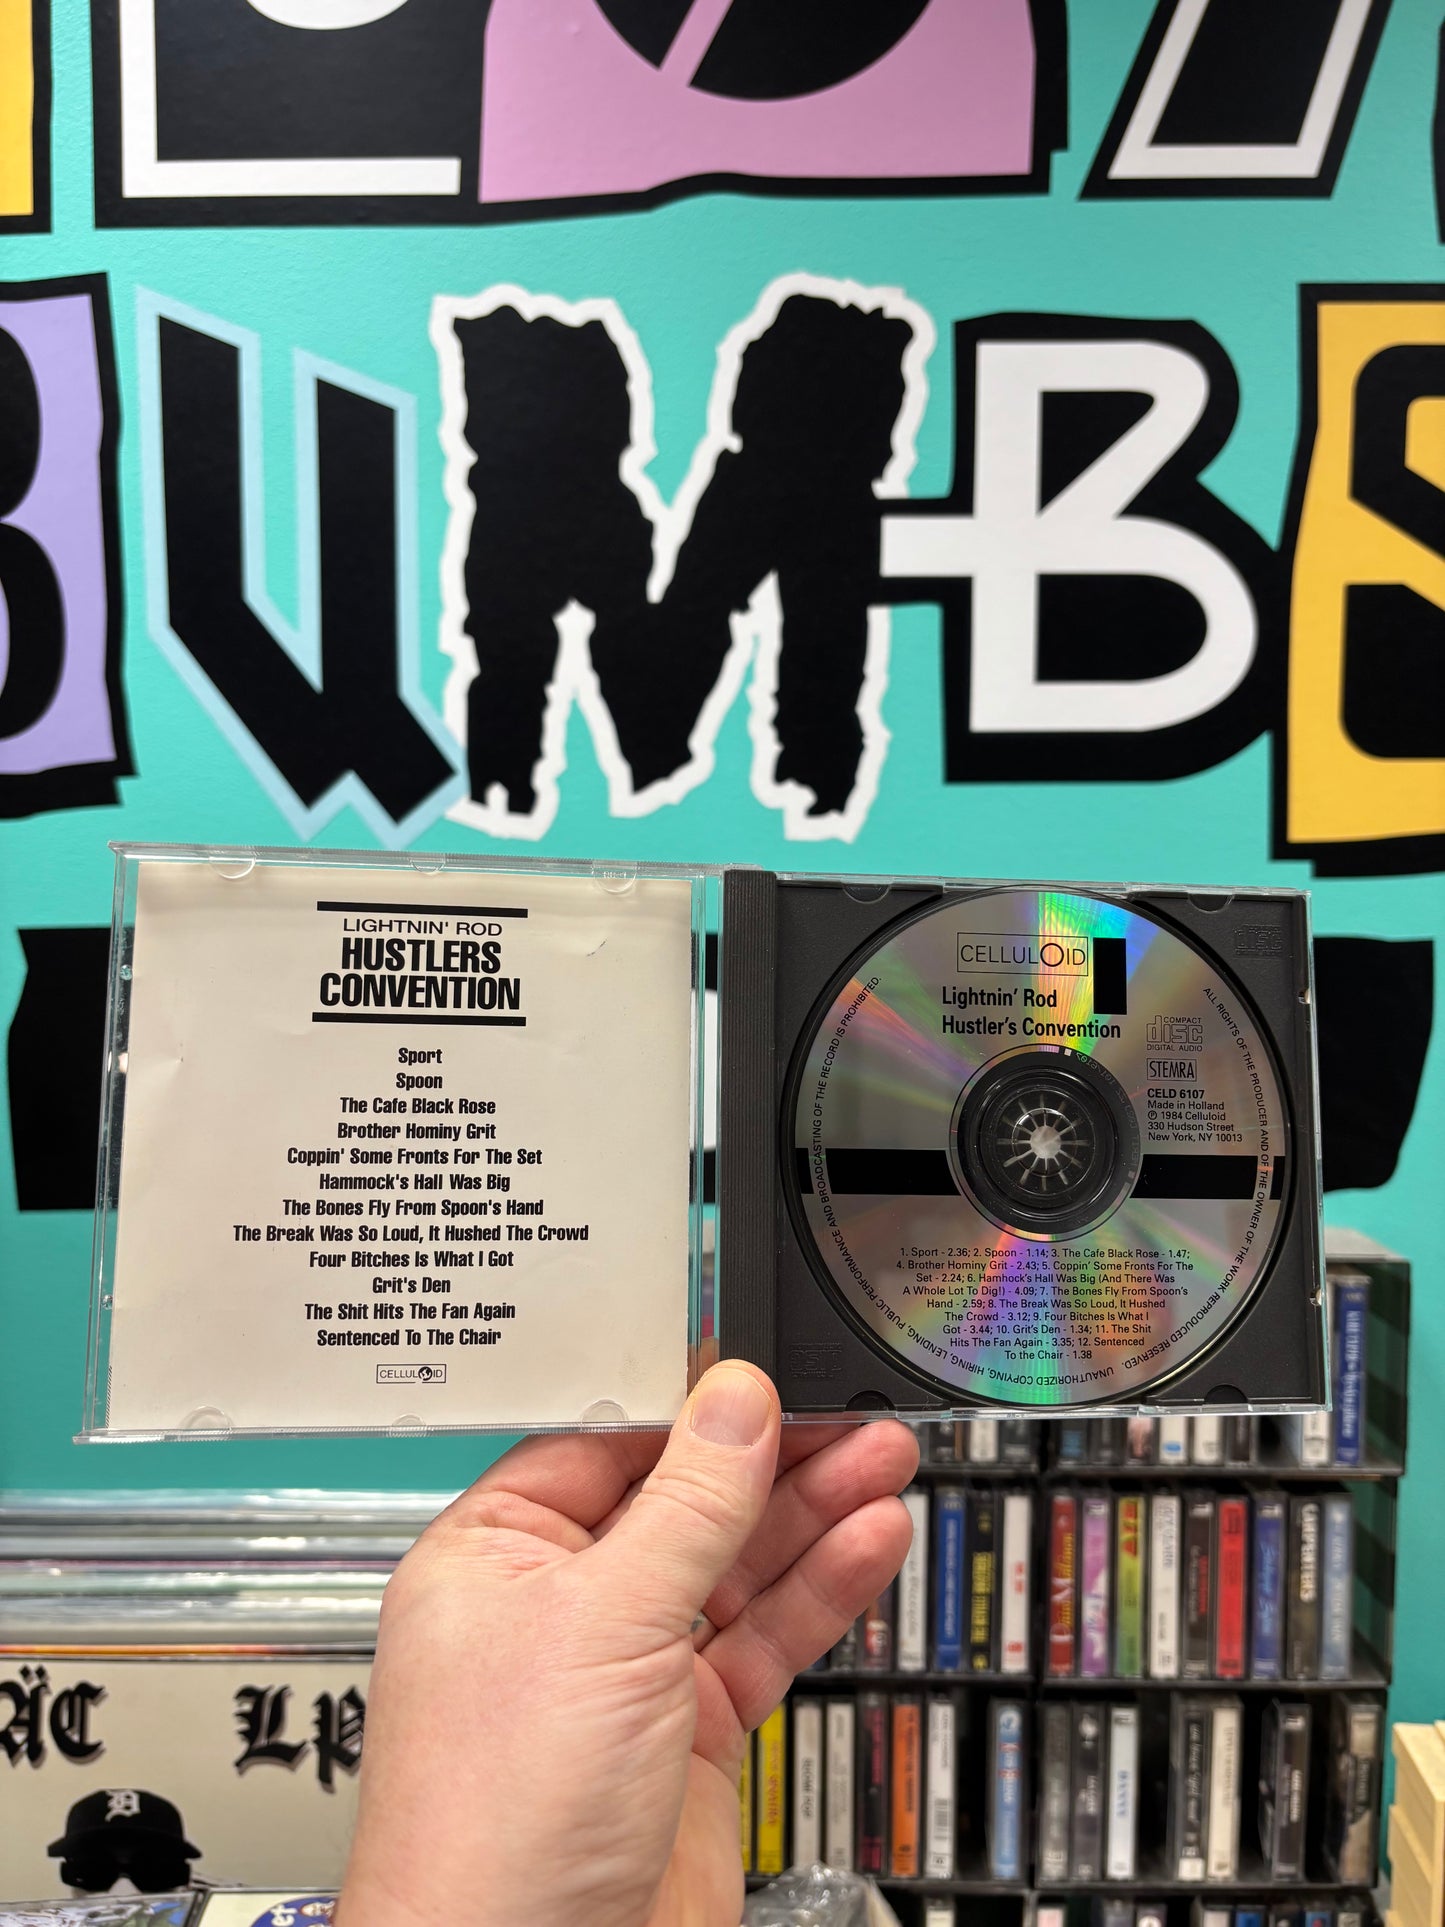 UMB
LIGHTNIN' ROD
HUSTLERS
CONVENTION
Sport
Spoon
The Cafe Black Rose
Brother Hominy Grit
Coppin' Some Fronts For The Set
Hammock's Hall Was Big
The Bones Fly From Spoon's Hand
The Break Was So Loud, It Hushed The Crowd
Four Bitches Is What I Got
Grit's Den
The Shit Hits The Fan Again
Sentenced To The Chair
CELLULOID
CELLULOID
Lightnin' Rod
Hustler's Convention
COMPACT
disc
DIGITAL AUDIO
STEMRA
CELD 6107
Made in Holland
℗ 1984 Celluloid
330 Hudson Street
New York, NY 10013
1. Sport - 2.36; 2. Spoon - 1.14; 3. The Cafe Black Rose - 1.47;
4. Brother Hominy Grit - 2.43; 5. Coppin' Some Fronts For The
Set - 2.24; 6. Hamhock's Hall Was Big (And There Was
A Whole Lot To Dig!) - 4.09; 7. The Bones Fly From Spoon's
Hand - 2.59; 8. The Break Was So Loud, It Hushed
The Crowd - 3.12; 9. Four Bitches Is What I
Got - 3.44; 10. Grit's Den - 1.34; 11. The Shit
Hits The Fan Again - 3.35; 12. Sentenced
To the Chair - 1.38
ALL RIGHTS OF THE PRODUCER AND OF THE OWNER OF THE WORK REPRODUCED RESERVED. UNAUTHORIZED COPYING, HIRING, LENDING, PUBLIC PERFORMANCE AND BROADCASTING OF THE RECORD IS PROHIBITED.
CARPENTERS
ÄC
Lp
D